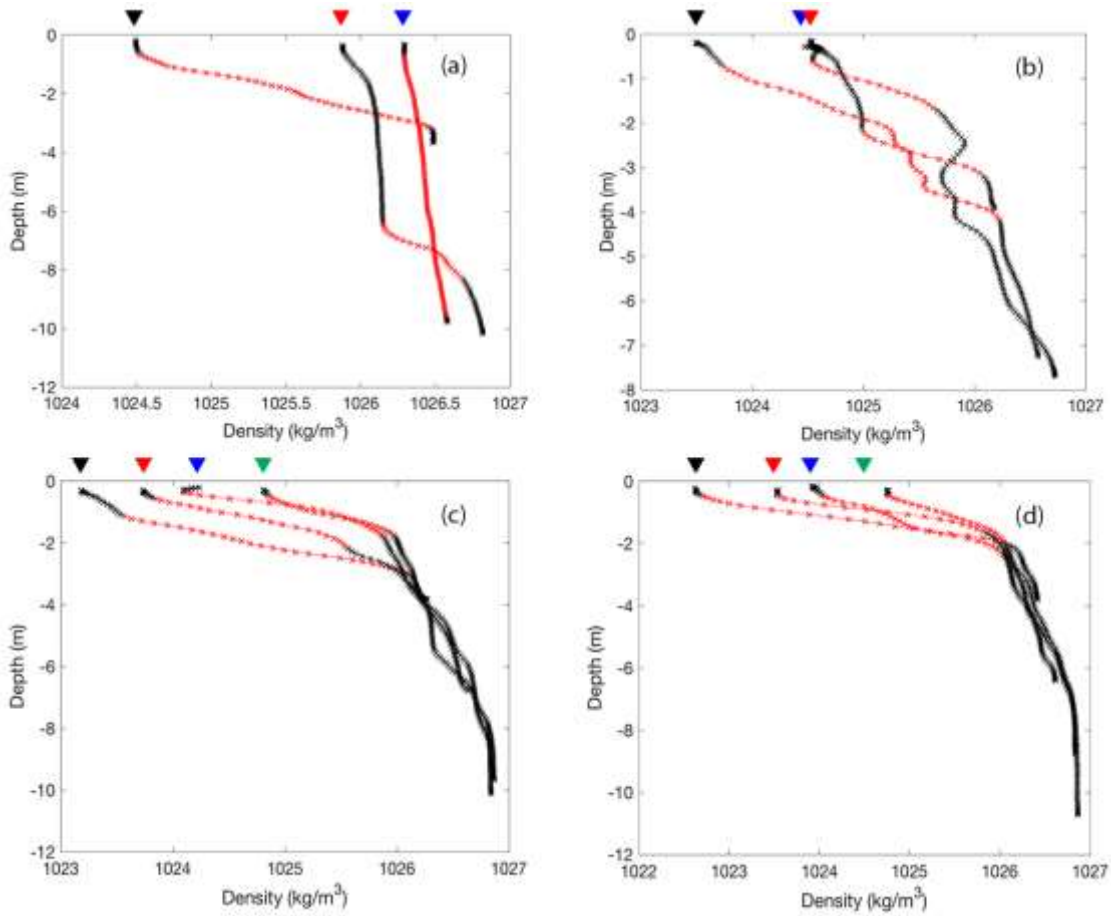 (a)
Depth (m)
0
-2
-4
-6
-8
-10
-12
1024 1024.5 1025 1025.5 1026 1026.5 1027
Density (kg/m³)
(b)
Depth (m)
0
-1
-2
-3
-4
-5
-6
-7
-8
1023 1024 1025 1026 1027
Density (kg/m³)
(c)
Depth (m)
0
-2
-4
-6
-8
-10
-12
1023 1024 1025 1026 1027
Density (kg/m³)
(d)
Depth (m)
0
-2
-4
-6
-8
-10
-12
1022 1023 1024 1025 1026 1027
Density (kg/m³)